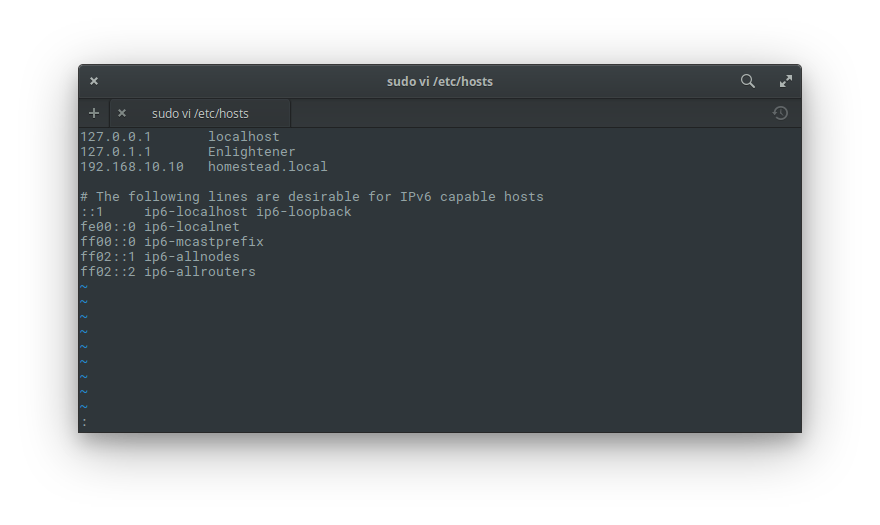 sudo vi /etc/hosts
sudo vi /etc/hosts
127.0.0.1       localhost
127.0.1.1       Enlightener
192.168.10.10   homestead.local
# The following lines are desirable for IPv6 capable hosts
::1     ip6-localhost ip6-loopback
fe00::0 ip6-localnet
ff00::0 ip6-mcastprefix
ff02::1 ip6-allnodes
ff02::2 ip6-allrouters
~
~
~
~
~
~
~
~
~
: